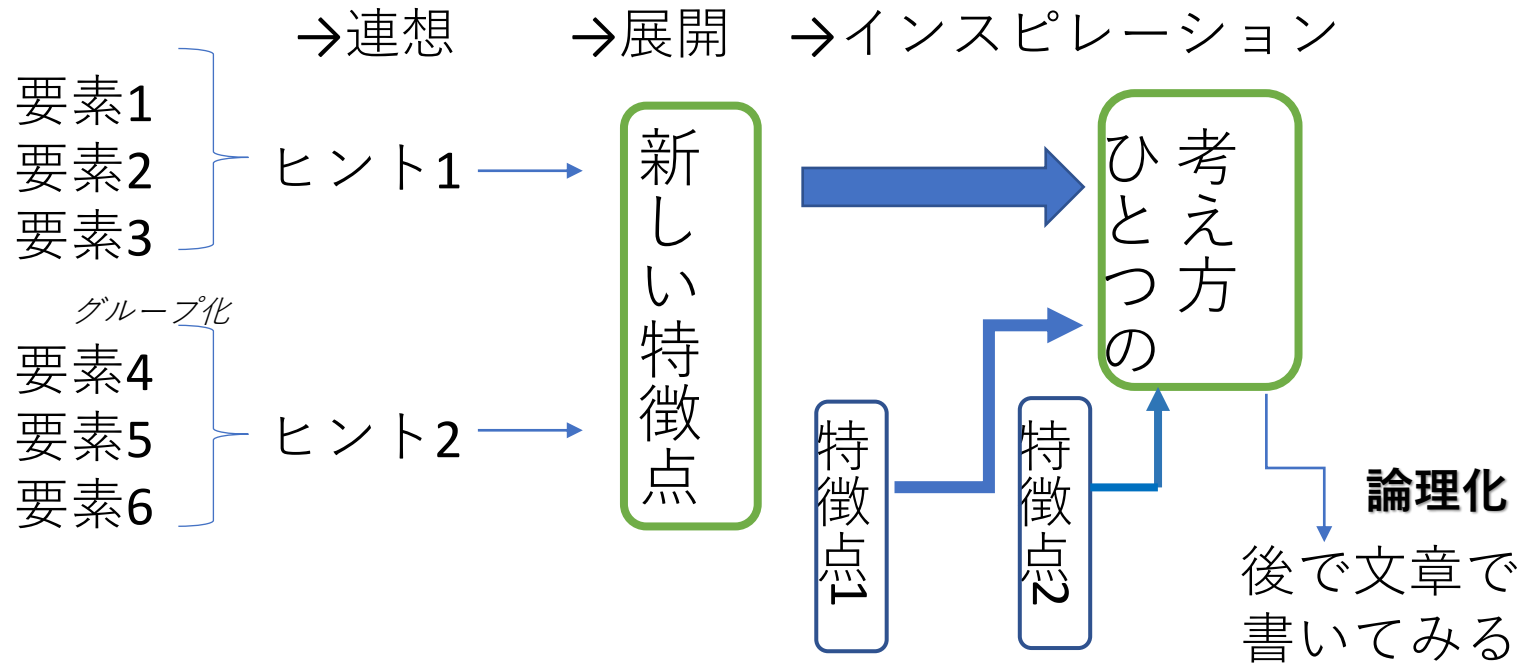 →連想
→展開
→インスピレーション
要素1
要素2
要素3
ヒント1
グループ化
要素4
要素5
要素6
ヒント2
新しい特徴点
特徴点1
特徴点2
ひとつの
考え方
論理化
後で文章で
書いてみる